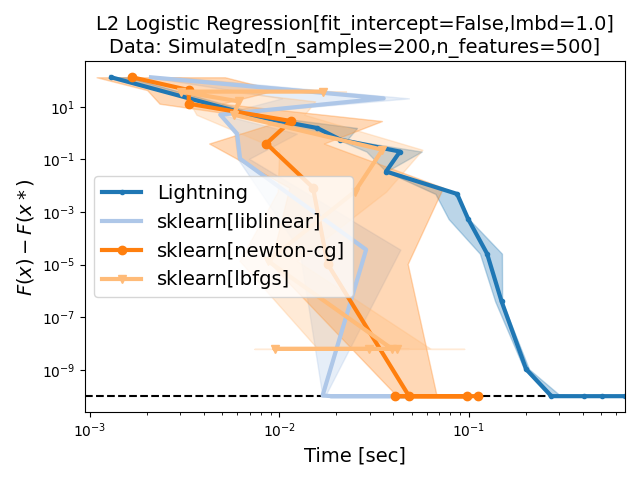 L2 Logistic Regression[fit_intercept=False,lmbd=1.0]
Data: Simulated[n_samples=200,n_features=500]
F(x) − F(x*)
10¹
10⁻¹
10⁻³
10⁻⁵
10⁻⁷
10⁻⁹
Lightning
sklearn[liblinear]
sklearn[newton-cg]
sklearn[lbfgs]
10⁻³ 10⁻² 10⁻¹
Time [sec]